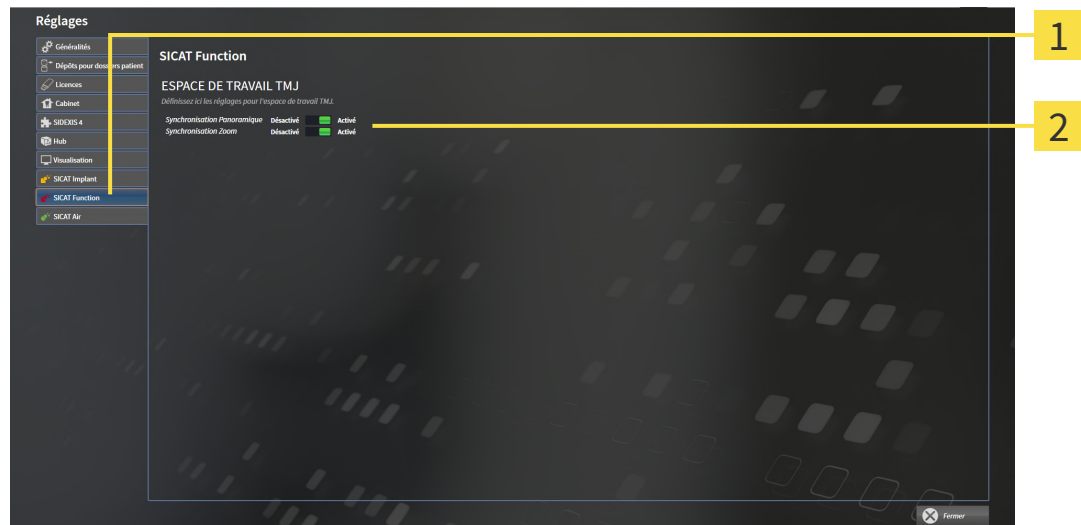 Réglages
Généralités
Dépôts pour dossiers patient
Licences
Cabinet
SIDEXIS 4
Hub
Visualisation
SICAT Implant
SICAT Function
SICAT Air
SICAT Function
ESPACE DE TRAVAIL TMJ
Définissez ici les réglages pour l'espace de travail TMJ.
Synchronisation Panoramique Désactivé Activé
Synchronisation Zoom Désactivé Activé
Fermer
1
2